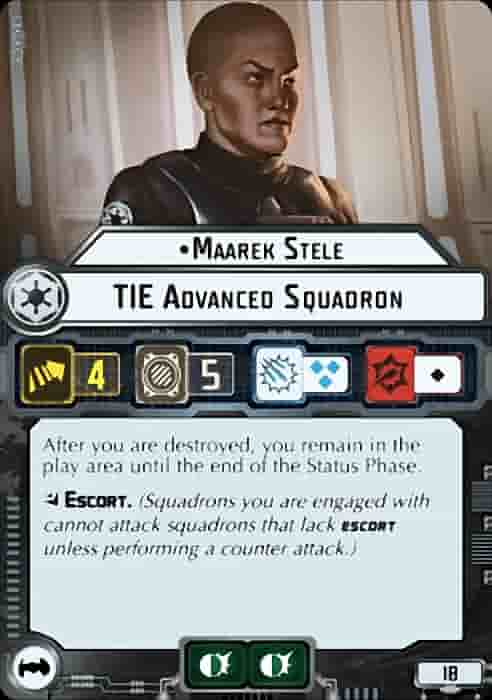 •Maarek Stele
TIE Advanced Squadron
4
5
After you are destroyed, you remain in the
play area until the end of the Status Phase.
Escort. (Squadrons you are engaged with
cannot attack squadrons that lack escort
unless performing a counter attack.)
18